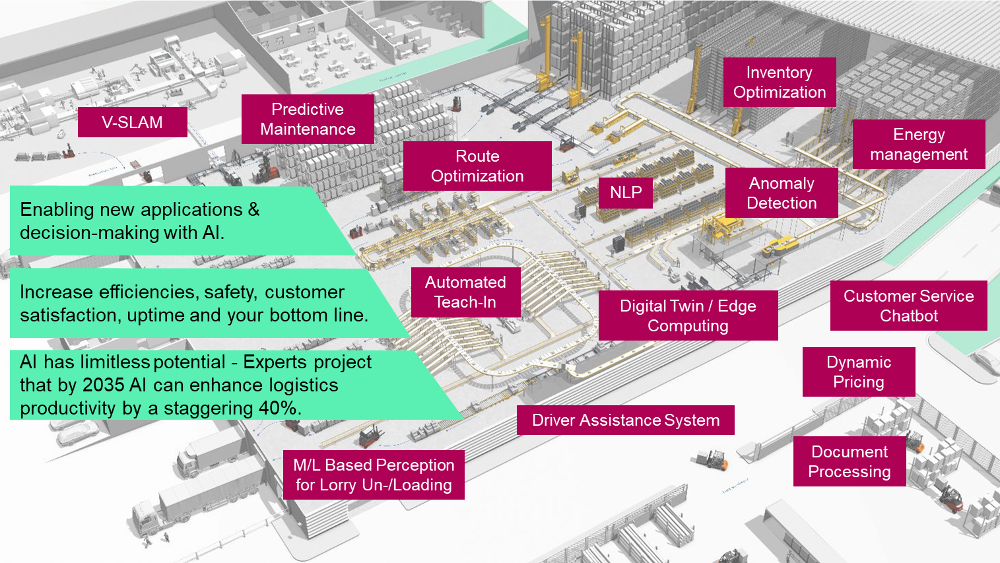 Inventory
Optimization
V-SLAM
Predictive
Maintenance
Energy
management
Route
Optimization
NLP
Anomaly
Detection
Enabling new applications &
decision-making with AI.
Increase efficiencies, safety, customer
satisfaction, uptime and your bottom line.
AI has limitless potential - Experts project
that by 2035 AI can enhance logistics
productivity by a staggering 40%.
Automated
Teach-In
Digital Twin / Edge
Computing
Customer Service
Chatbot
Dynamic
Pricing
Driver Assistance System
Document
Processing
M/L Based Perception
for Lorry Un-/Loading